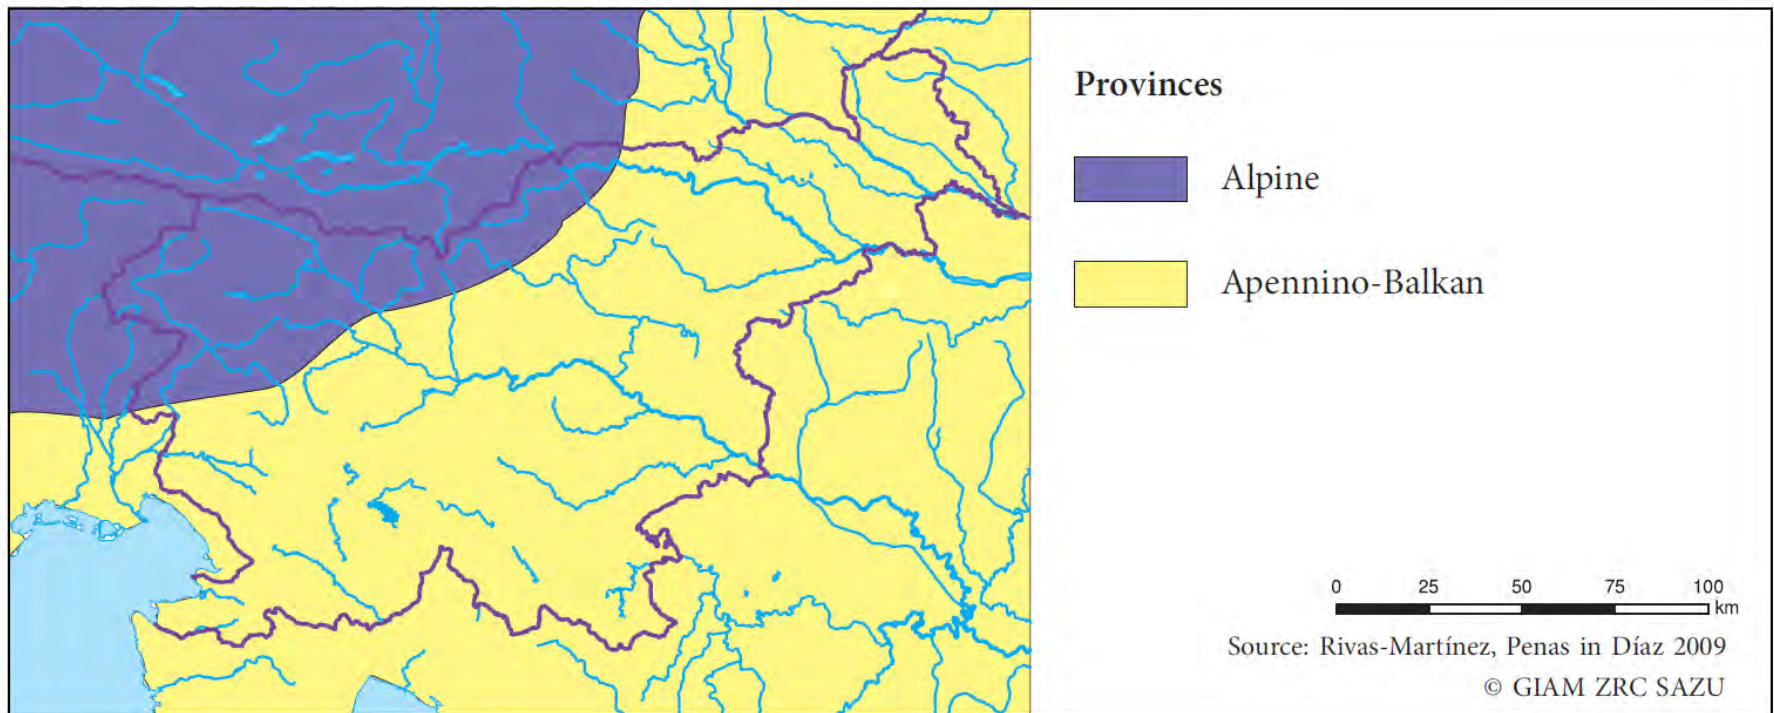 Provinces
Alpine
Apennino-Balkan
0 25 50 75 100
km
Source: Rivas-Martínez, Penas in Díaz 2009
© GIAM ZRC SAZU